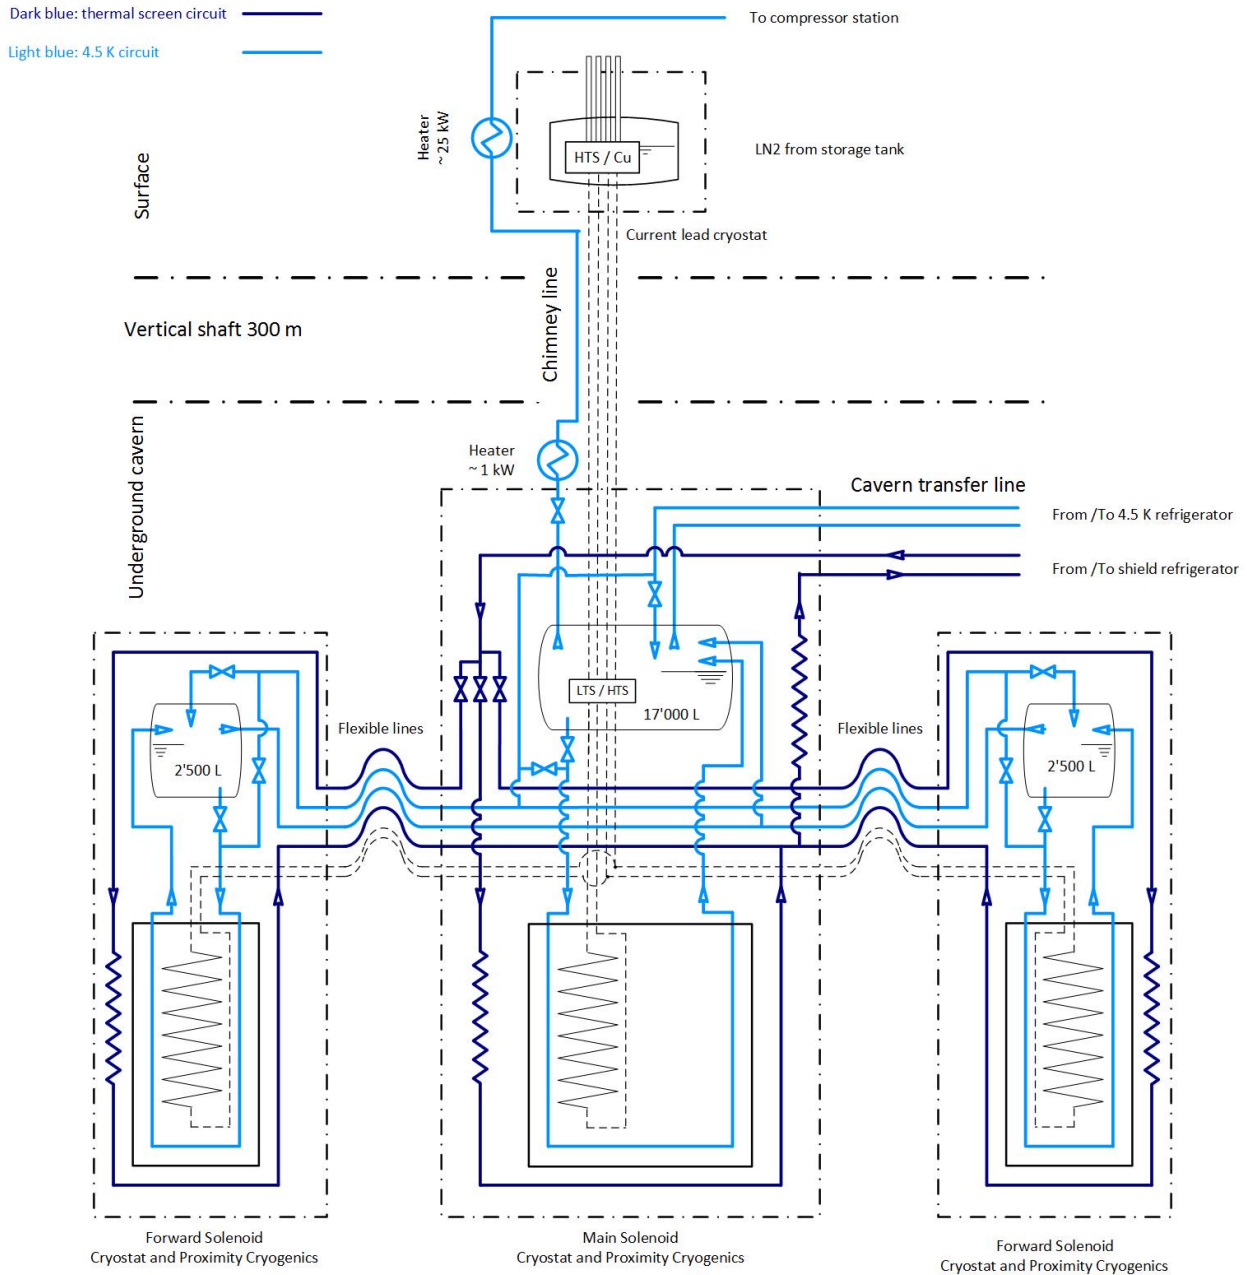 Dark blue: thermal screen circuit
Light blue: 4.5 K circuit
To compressor station
Heater
~ 25 kW
HTS / Cu
LN2 from storage tank
Surface
Current lead cryostat
Chimney line
Vertical shaft 300 m
Underground cavern
Heater
~ 1 kW
Cavern transfer line
From /To 4.5 K refrigerator
From /To shield refrigerator
LTS / HTS
17'000 L
Flexible lines
Flexible lines
2'500 L
2'500 L
Forward Solenoid
Cryostat and Proximity Cryogenics
Main Solenoid
Cryostat and Proximity Cryogenics
Forward Solenoid
Cryostat and Proximity Cryogenics